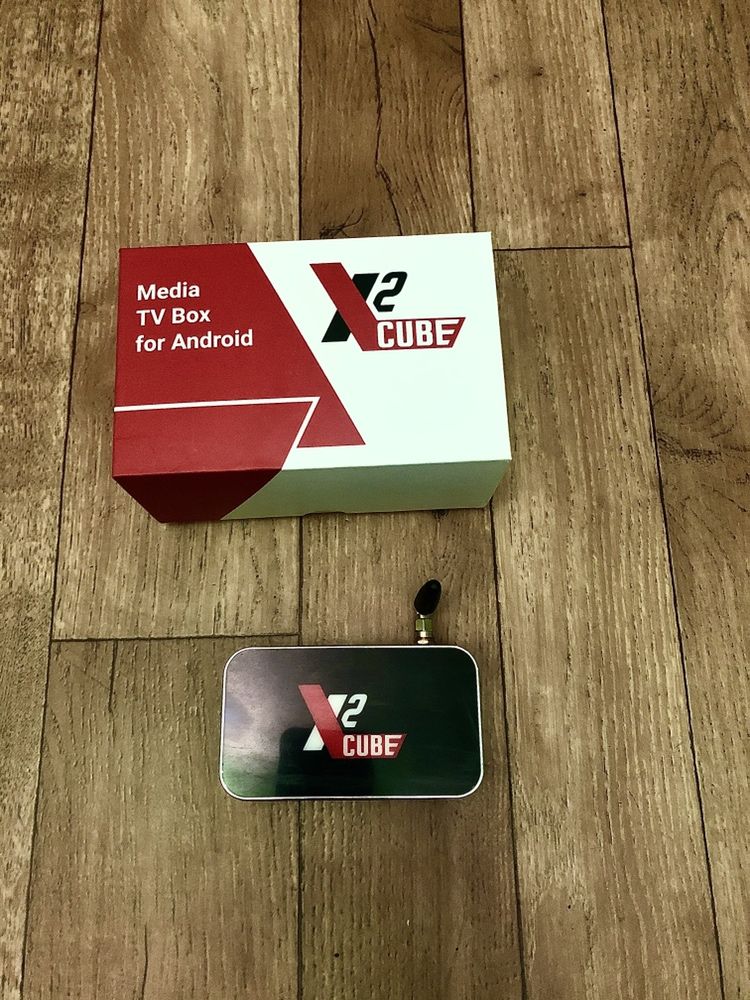 Media
TV Box
for Android
X2
CUBE
X2
CUBE